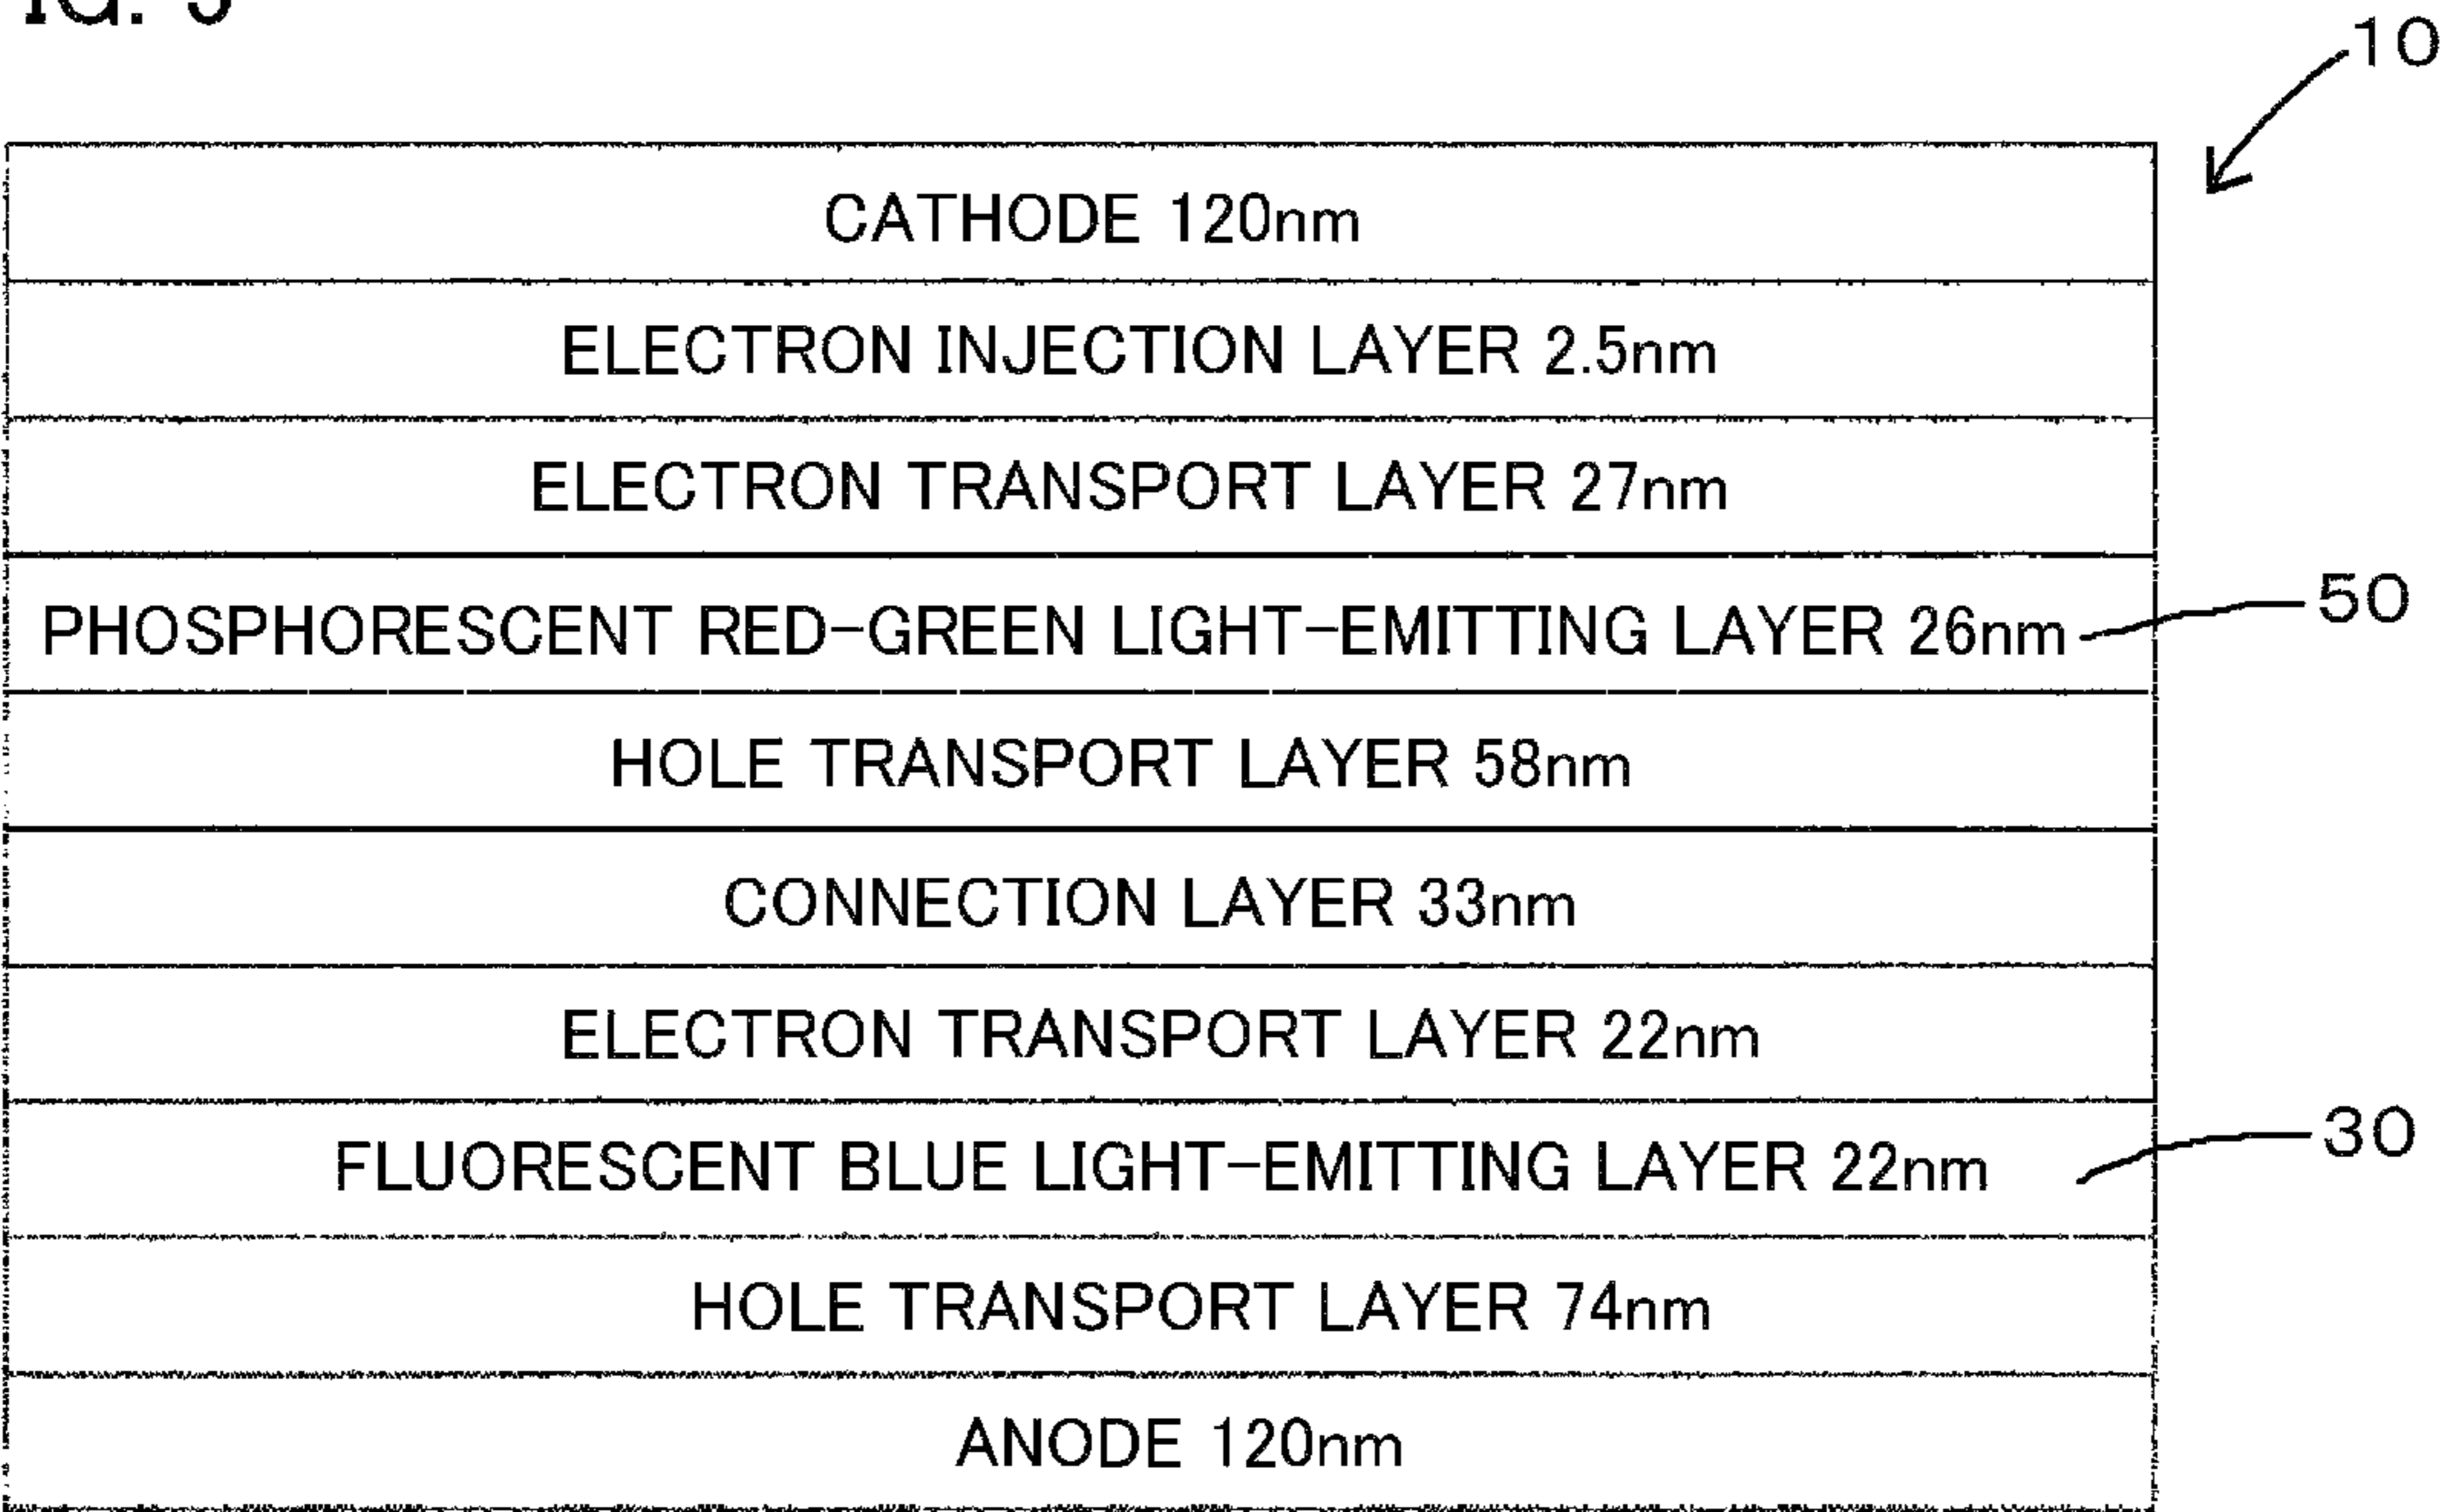 IG. 3
10
CATHODE 120nm
ELECTRON INJECTION LAYER 2.5nm
ELECTRON TRANSPORT LAYER 27nm
PHOSPHORESCENT RED-GREEN LIGHT-EMITTING LAYER 26nm 50
HOLE TRANSPORT LAYER 58nm
CONNECTION LAYER 33nm
ELECTRON TRANSPORT LAYER 22nm
FLUORESCENT BLUE LIGHT-EMITTING LAYER 22nm 30
HOLE TRANSPORT LAYER 74nm
ANODE 120nm